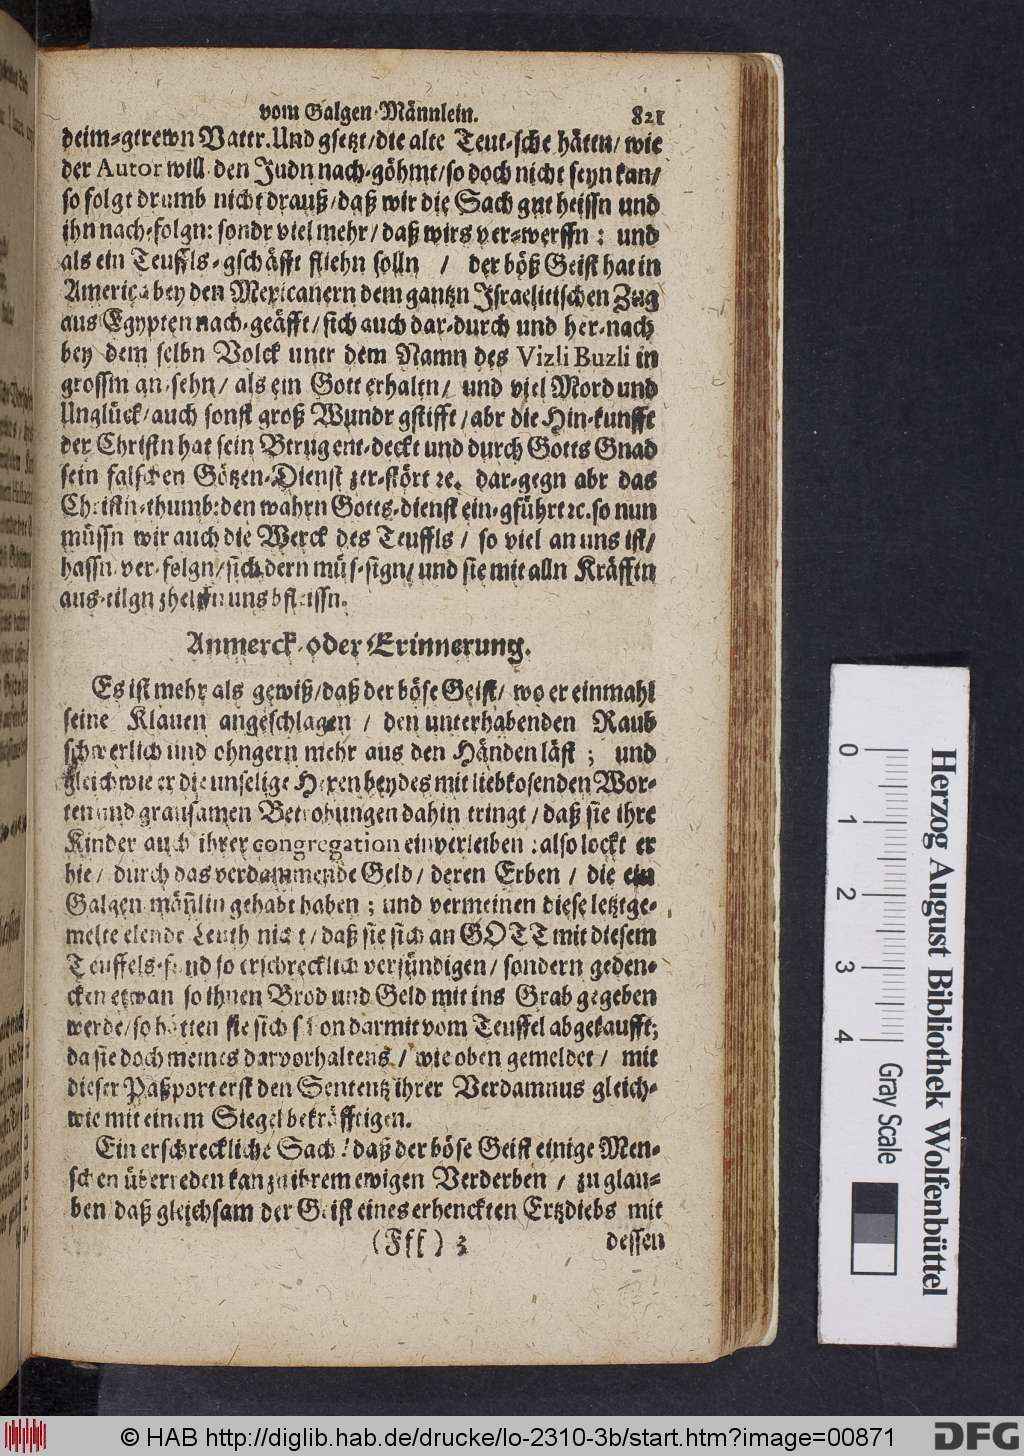 vom Galgen-Männlein. 821
deim-getrewn Vattr. Und gsetzt/die alte Teut-sche hättn/wie
der Autor will den Judn nach-göhmt/so doch nicht seyn kan/
so folgt drumb nicht drauß/daß wir die Sach gut heissn und
ihn nach-folgn: sondr viel mehr/daß wirs ver-werffn: und
als ein Teuffls-gschäfft fliehn solln / der böß Geist hat in
America bey den Mexicanern dem gantzn Israelitischen Zug
aus Egypten nach-geäfft/sich auch dar-durch und her-nach
bey dem selbn Volck untr dem Namn des Vizli Buzli in
grossm an-sehn/ als ein Gott erhaltn/ und viel Mord und
Unglück/auch sonst groß Wundr gstifft/abr die Hin-kunfft
der Christn hat sein Betrug ent-deckt und durch Gotts Gnad
sein falschen Götzen-Dienst zer-stört ꝛc. dar-gegn abr das
Christn-thumb: den wahrn Gotts-dienst ein-gführt ꝛc. so nun
müssn wir auch die Werck des Teuffls / so viel an uns ist/
hassn ver-folgn/sich dern müs-sign/und sie mit alln Kräfftn
aus-tilgn zhelffn uns bfleissn.
Anmerck-oder Erinnerung.
Es ist mehr als gewiß/daß der böse Geist/wo er einmahl
seine Klauen angeschlagen / den unterhabenden Raub
schwerlich und ohngern mehr aus den Händen läst; und
gleichwie er die unselige Hexen beydes mit liebkosenden Wor-
ten und grausamen Betrohungen dahin tringt/daß sie ihre
Kinder auch ihrer congregation einverleiben: also lockt er
hie/ durch das verdammende Geld/ deren Erben / die ein
Galgen-mäñlin gehabt haben; und vermeinen diese letztge-
melte elende Leuth nicht/daß sie sich an GOTT mit diesem
Teuffels-fund so erschrecklich versündigen/ sondern geden-
cken etwan so ihnen Brod und Geld mit ins Grab gegeben
werde/so hätten sie sich schon darmit vom Teuffel abgekaufft;
da sie doch meines darvorhaltens / wie oben gemeldet / mit
dieser Paßport erst den Sententz ihrer Verdamnus gleich-
wie mit einem Siegel bekräfftigen.
Ein erschreckliche Sach! daß der böse Geist einige Men-
schen überreden kan zu ihrem ewigen Verderben / zu glau-
ben/daß gleichsam der Geist eines erhenckten Ertzdiebs mit
(Fff) 3 dessen
0 1 2 3 4
Gray Scale
Herzog August Bibliothek Wolfenbüttel
© HAB http://diglib.hab.de/drucke/lo-2310-3b/start.htm?image=00871
DFG